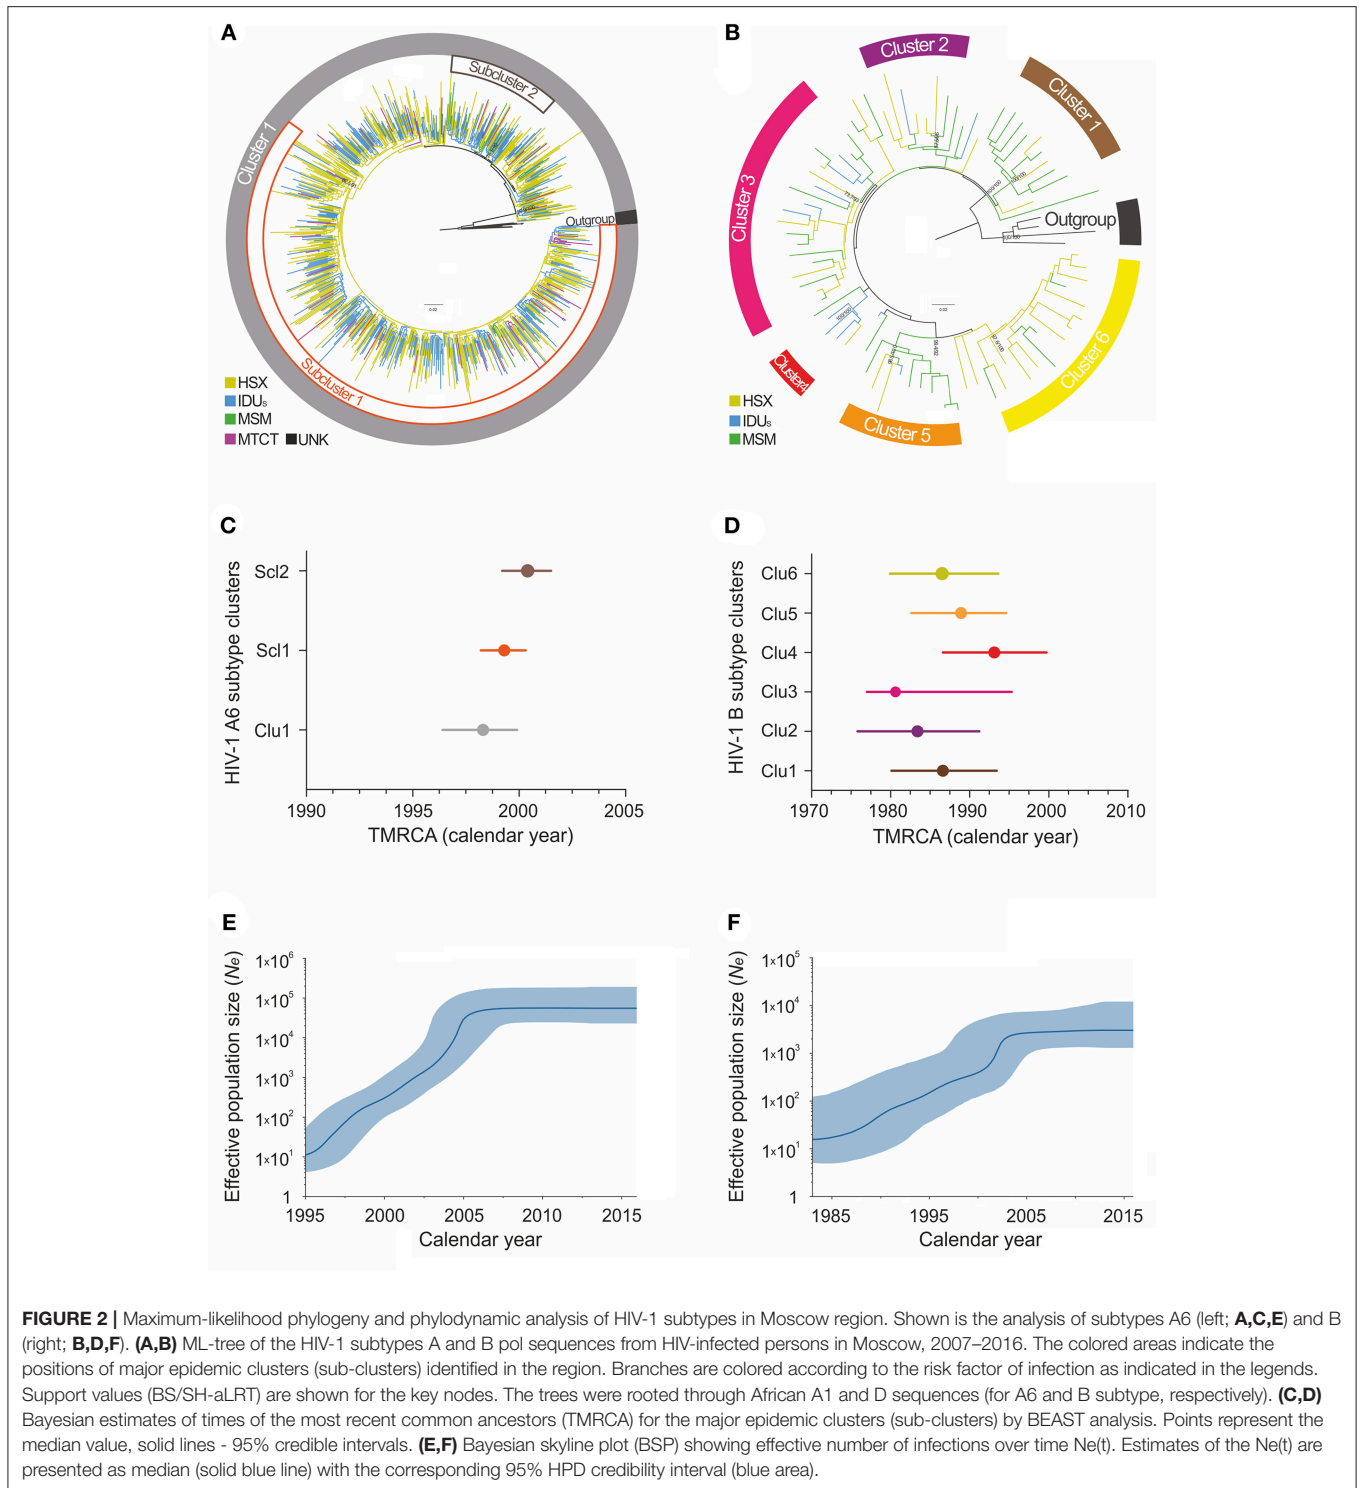 A
Cluster 1
Subcluster 2
Outgroup
Subcluster 1
0.02
HSX
IDUs
MSM
MTCT UNK
B
Cluster 2
Cluster 1
Cluster 3
Outgroup
100/100
Cluster 6
Cluster4
Cluster 5
0.02
HSX
IDUs
MSM
C
HIV-1 A6 subtype clusters
Scl2
Scl1
Clu1
1990 1995 2000 2005
TMRCA (calendar year)
D
HIV-1 B subtype clusters
Clu6
Clu5
Clu4
Clu3
Clu2
Clu1
1970 1980 1990 2000 2010
TMRCA (calendar year)
E
Effective population size (Ne)
1×10⁶
1×10⁵
1×10⁴
1×10³
1×10²
1×10¹
1
1995 2000 2005 2010 2015
Calendar year
F
Effective population size (Ne)
1×10⁵
1×10⁴
1×10³
1×10²
1×10¹
1
1985 1995 2005 2015
Calendar year
FIGURE 2 | Maximum-likelihood phylogeny and phylodynamic analysis of HIV-1 subtypes in Moscow region. Shown is the analysis of subtypes A6 (left; A,C,E) and B
(right; B,D,F). (A,B) ML-tree of the HIV-1 subtypes A and B pol sequences from HIV-infected persons in Moscow, 2007–2016. The colored areas indicate the
positions of major epidemic clusters (sub-clusters) identified in the region. Branches are colored according to the risk factor of infection as indicated in the legends.
Support values (BS/SH-aLRT) are shown for the key nodes. The trees were rooted through African A1 and D sequences (for A6 and B subtype, respectively). (C,D)
Bayesian estimates of times of the most recent common ancestors (TMRCA) for the major epidemic clusters (sub-clusters) by BEAST analysis. Points represent the
median value, solid lines - 95% credible intervals. (E,F) Bayesian skyline plot (BSP) showing effective number of infections over time Ne(t). Estimates of the Ne(t) are
presented as median (solid blue line) with the corresponding 95% HPD credibility interval (blue area).